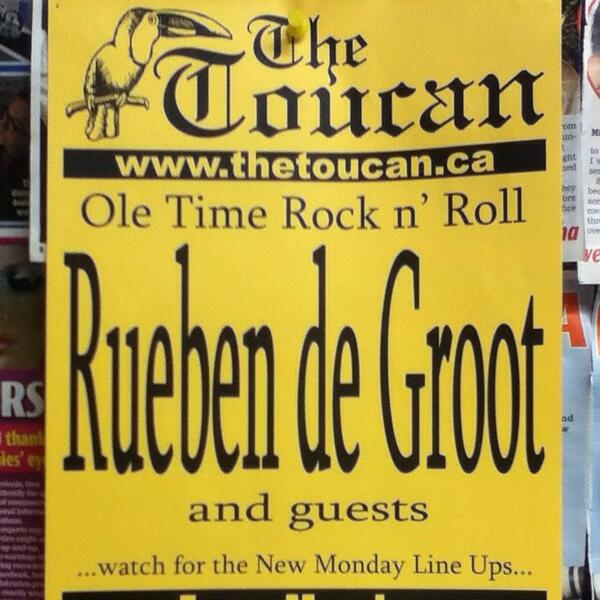 The
Toucan
www.thetoucan.ca
Ole Time Rock n' Roll
Rueben de Groot
and guests
...watch for the New Monday Line Ups...
RS